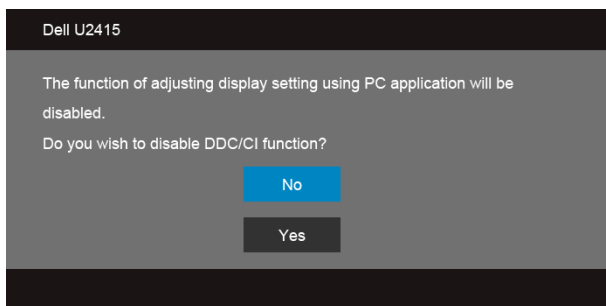 Dell U2415
The function of adjusting display setting using PC application will be
disabled.
Do you wish to disable DDC/CI function?
No
Yes